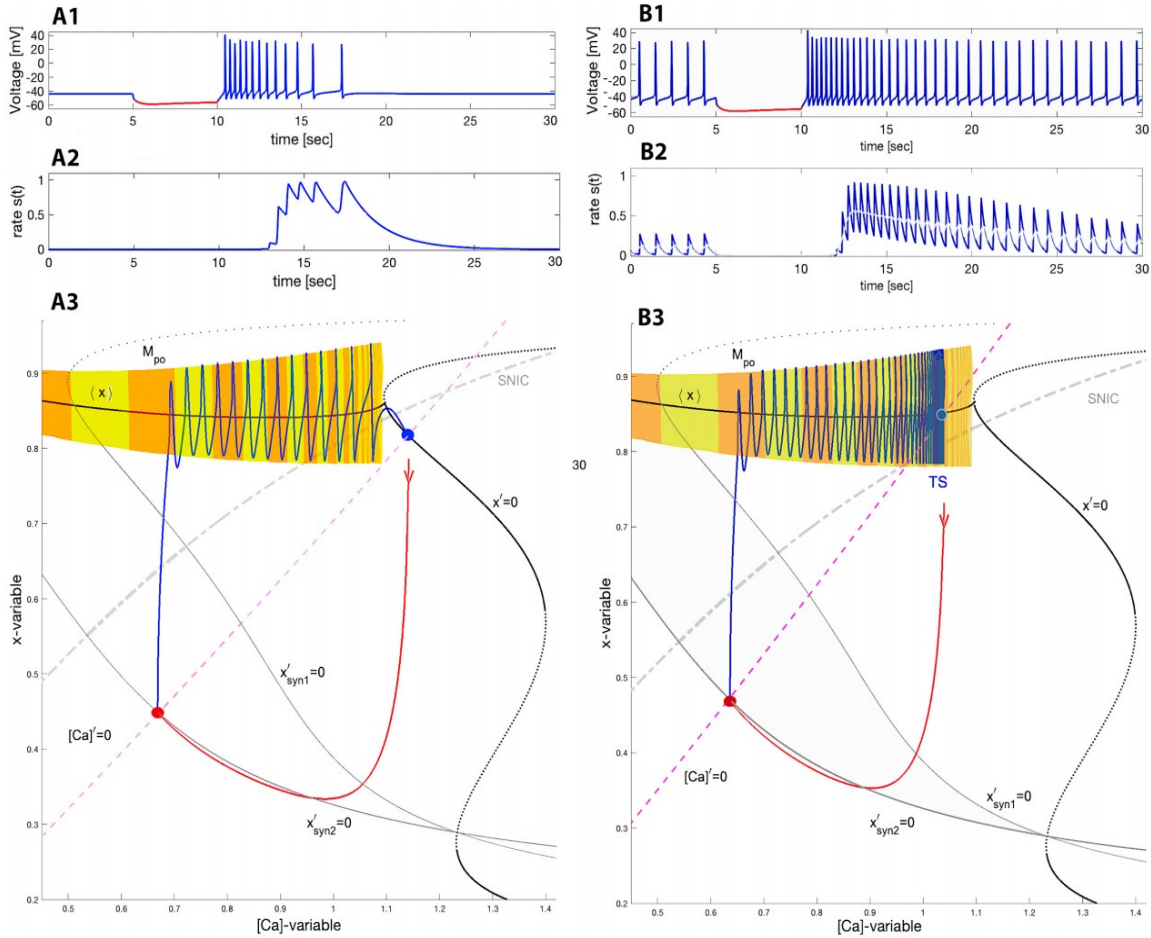 A1
Voltage [mV]
40
20
0
-20
-40
-60
0
5
10
15
20
25
30
time [sec]
A2
rate s(t)
1
0.5
0
0
5
10
15
20
25
30
time [sec]
A3
x-variable
0.9
0.8
0.7
0.6
0.5
0.4
0.3
0.2
Mpo
⟨ x ⟩
SNIC
x'=0
x'syn1=0
[Ca]'=0
x'syn2=0
0.5
0.6
0.7
0.8
0.9
1
1.1
1.2
1.3
1.4
[Ca]-variable
B1
Voltage [mV]
40
20
0
-40
-60
0
5
10
15
20
25
30
time [sec]
B2
rate s(t)
1
0.5
0
0
5
10
15
20
25
30
time [sec]
B3
30
x-variable
0.9
0.8
0.7
0.6
0.5
0.4
0.3
0.2
Mpo
⟨ x ⟩
SNIC
TS
x'=0
[Ca]'=0
x'syn1=0
x'syn2=0
0.5
0.6
0.7
0.8
0.9
1
1.1
1.2
1.3
1.4
[Ca]-variable